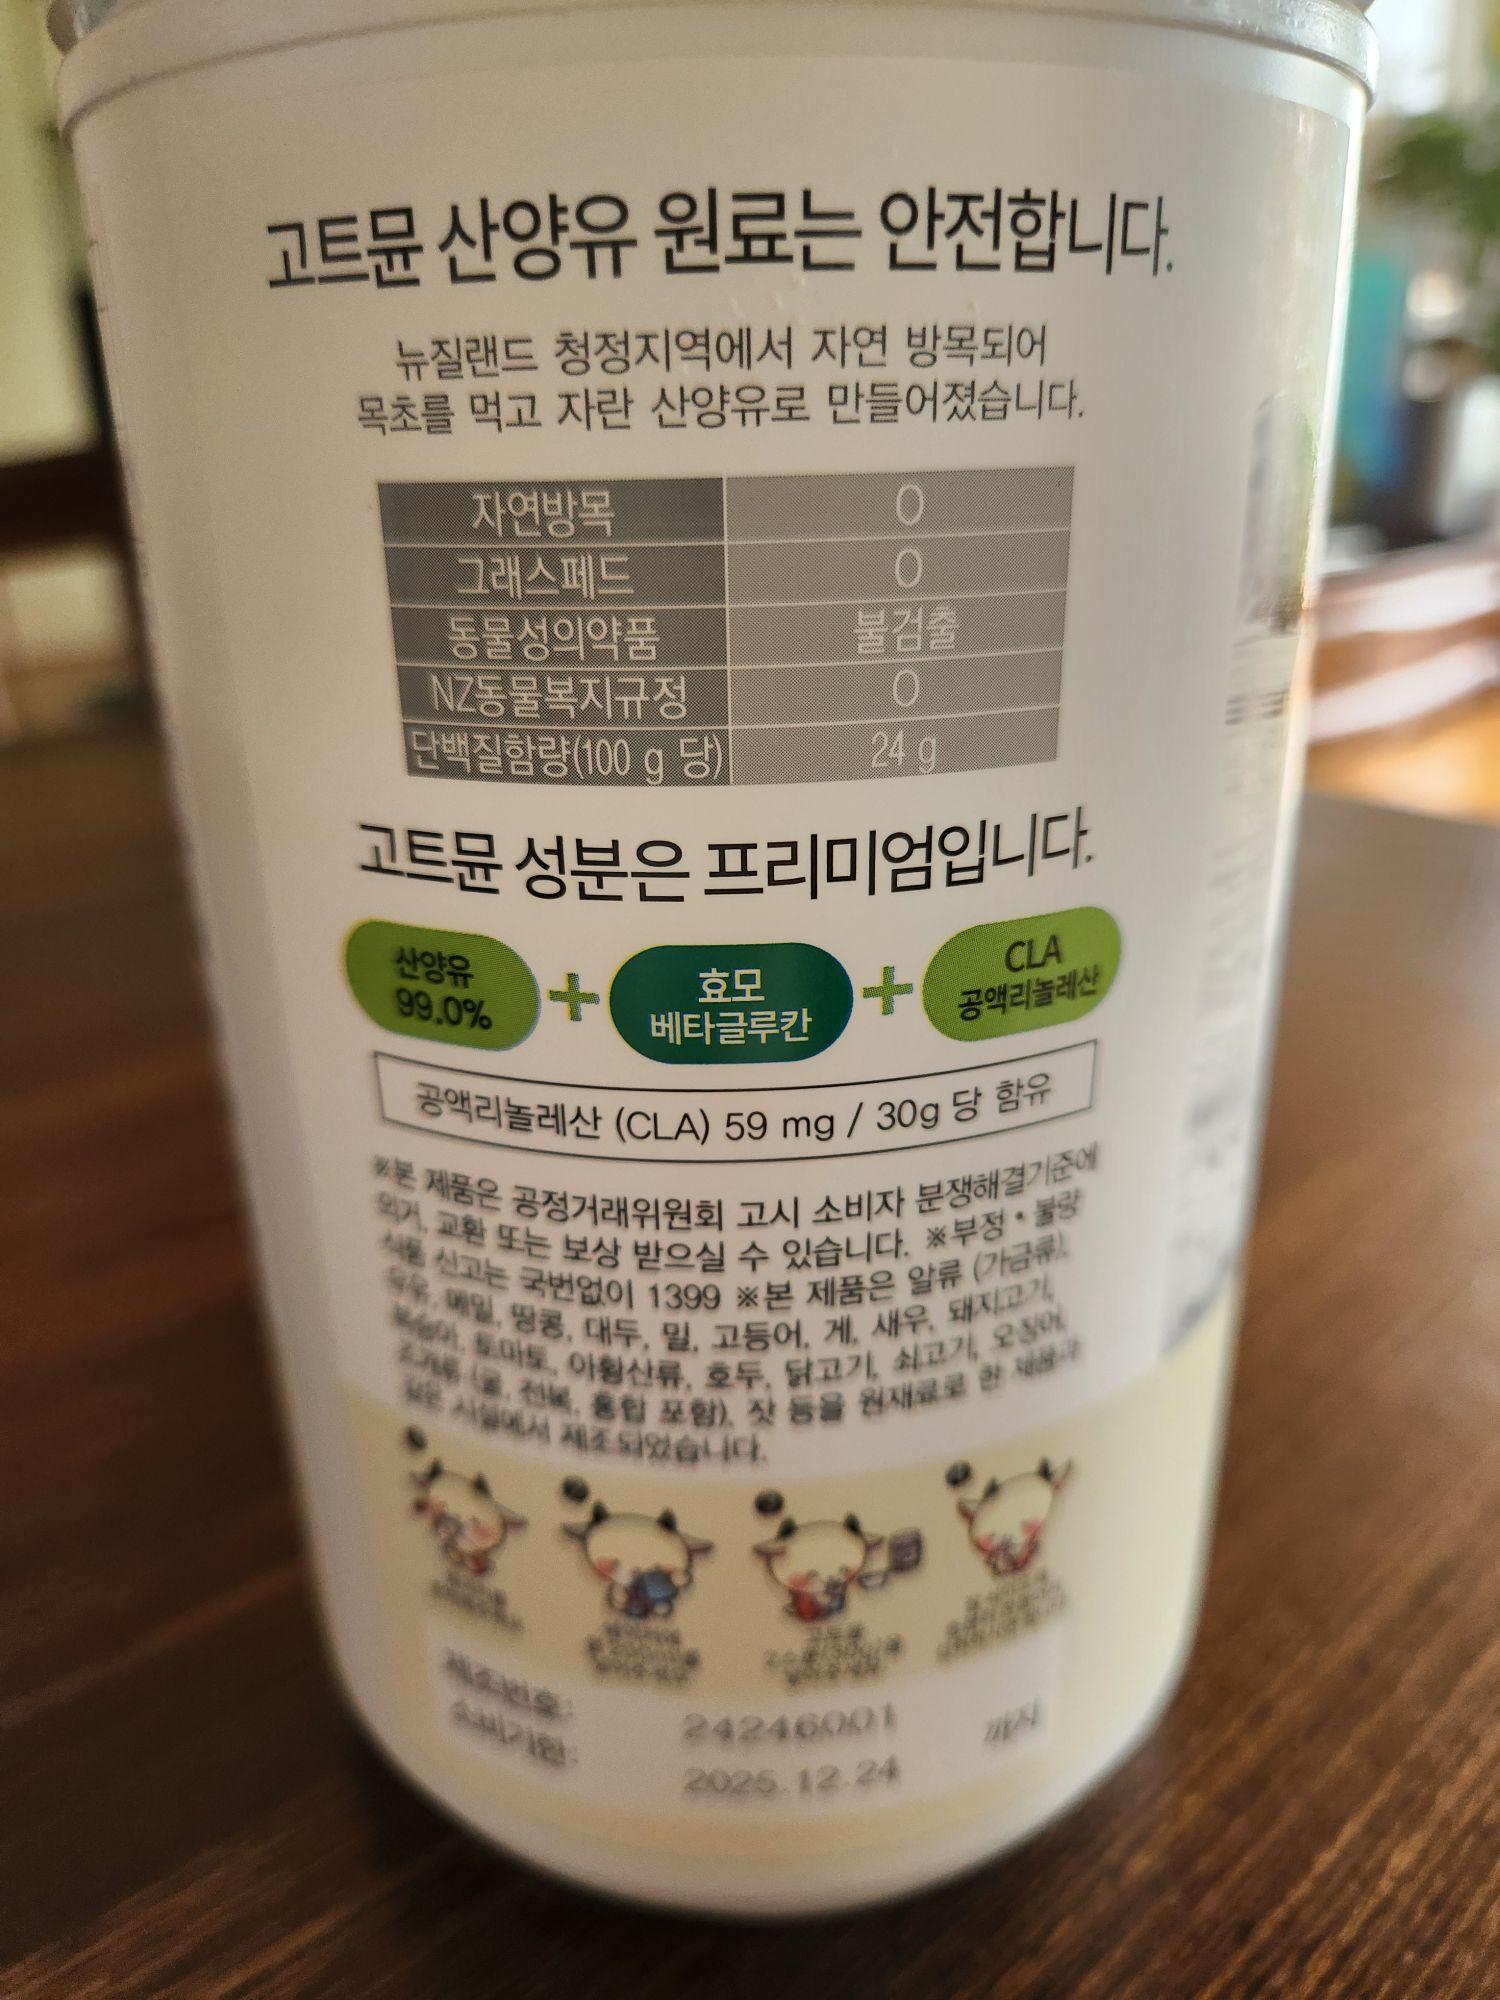 고트뮨 산양유 원료는 안전합니다.
뉴질랜드 청정지역에서 자연 방목되어
목초를 먹고 자란 산양유로 만들어졌습니다.
자연방목 O
그래스페드 O
동물성의약품 불검출
NZ동물복지규정 O
단백질함량(100 g 당) 24 g
고트뮨 성분은 프리미엄입니다.
산양유
99.0%
+
효모
베타글루칸
+
CLA
공액리놀레산
공액리놀레산 (CLA) 59 mg / 30g 당 함유
※본 제품은 공정거래위원회 고시 소비자 분쟁해결기준에
의거, 교환 또는 보상 받으실 수 있습니다. ※부정•불량
식품 신고는 국번없이 1399 ※본 제품은 알류 (가금류),
우유, 메밀, 땅콩, 대두, 밀, 고등어, 게, 새우, 돼지고기,
복숭아, 토마토, 아황산류, 호두, 닭고기, 쇠고기, 오징어,
조개류 (굴, 전복, 홍합 포함), 잣 등을 원재료로 한 제품과
같은 시설에서 제조되었습니다.
제조번호: 24246001
소비기한: 2025.12.24 까지